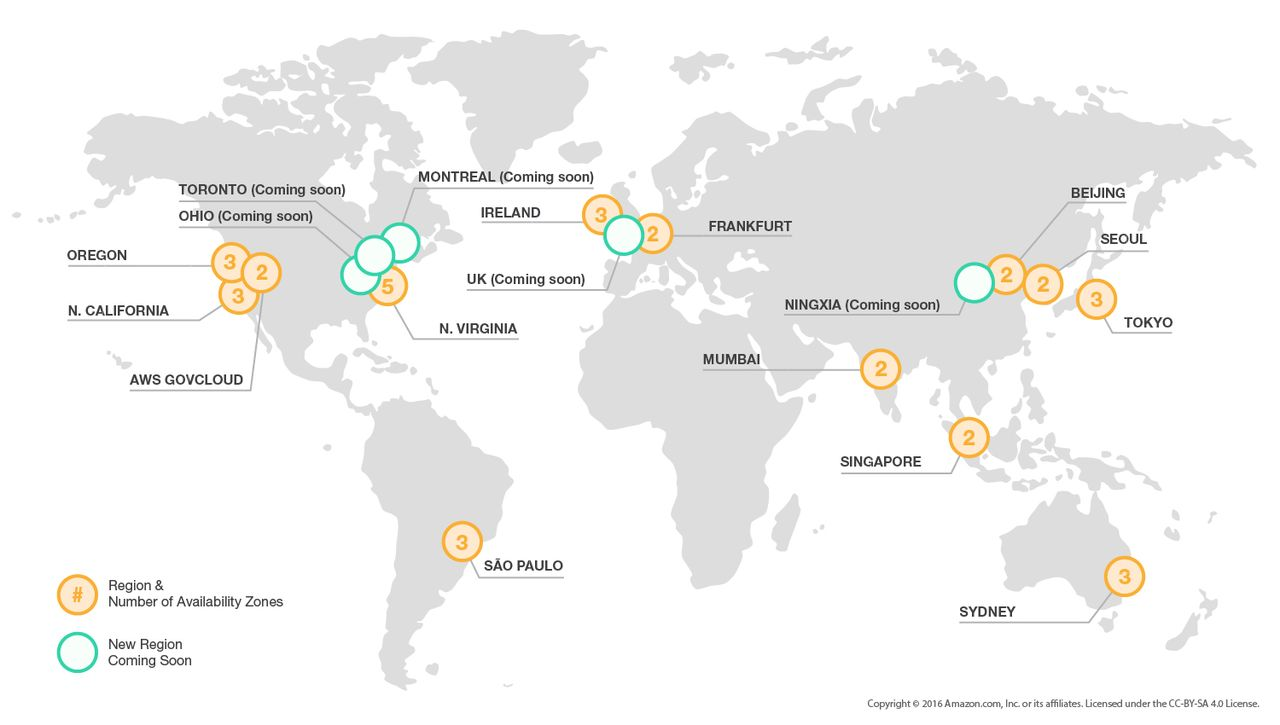 MONTREAL (Coming soon)
TORONTO (Coming soon)
BEIJING
IRELAND
3
OHIO (Coming soon)
FRANKFURT
2
SEOUL
OREGON
3
2
2
2
UK (Coming soon)
5
3
3
NINGXIA (Coming soon)
N. CALIFORNIA
TOKYO
N. VIRGINIA
MUMBAI
2
AWS GOVCLOUD
2
SINGAPORE
3
SÃO PAULO
3
SYDNEY
#
Region &
Number of Availability Zones
New Region
Coming Soon
Copyright © 2016 Amazon.com, Inc. or its affiliates. Licensed under the CC-BY-SA 4.0 License.